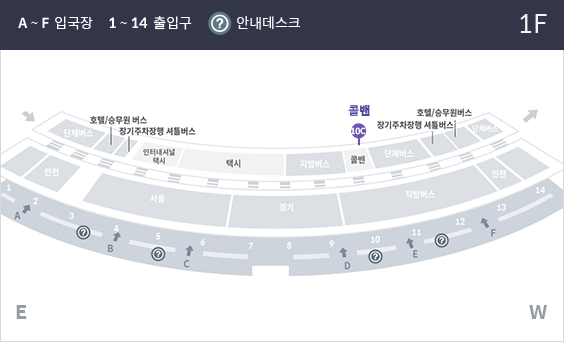 A ~ F 입국장 1 ~ 14 출입구 ? 안내데스크 1F
콜밴
10C
호텔/승무원 버스
장기주차장행 셔틀버스
호텔/승무원버스
장기주차장행 셔틀버스
단체버스
인터내셔널
택시
택시
지방버스
콜밴
단체버스
단체버스
인천
서울
경기
지방버스
인천
1 2 3 4 5 6 7 8 9 10 11 12 13 14
A B C D E F
? ? ? ?
E W